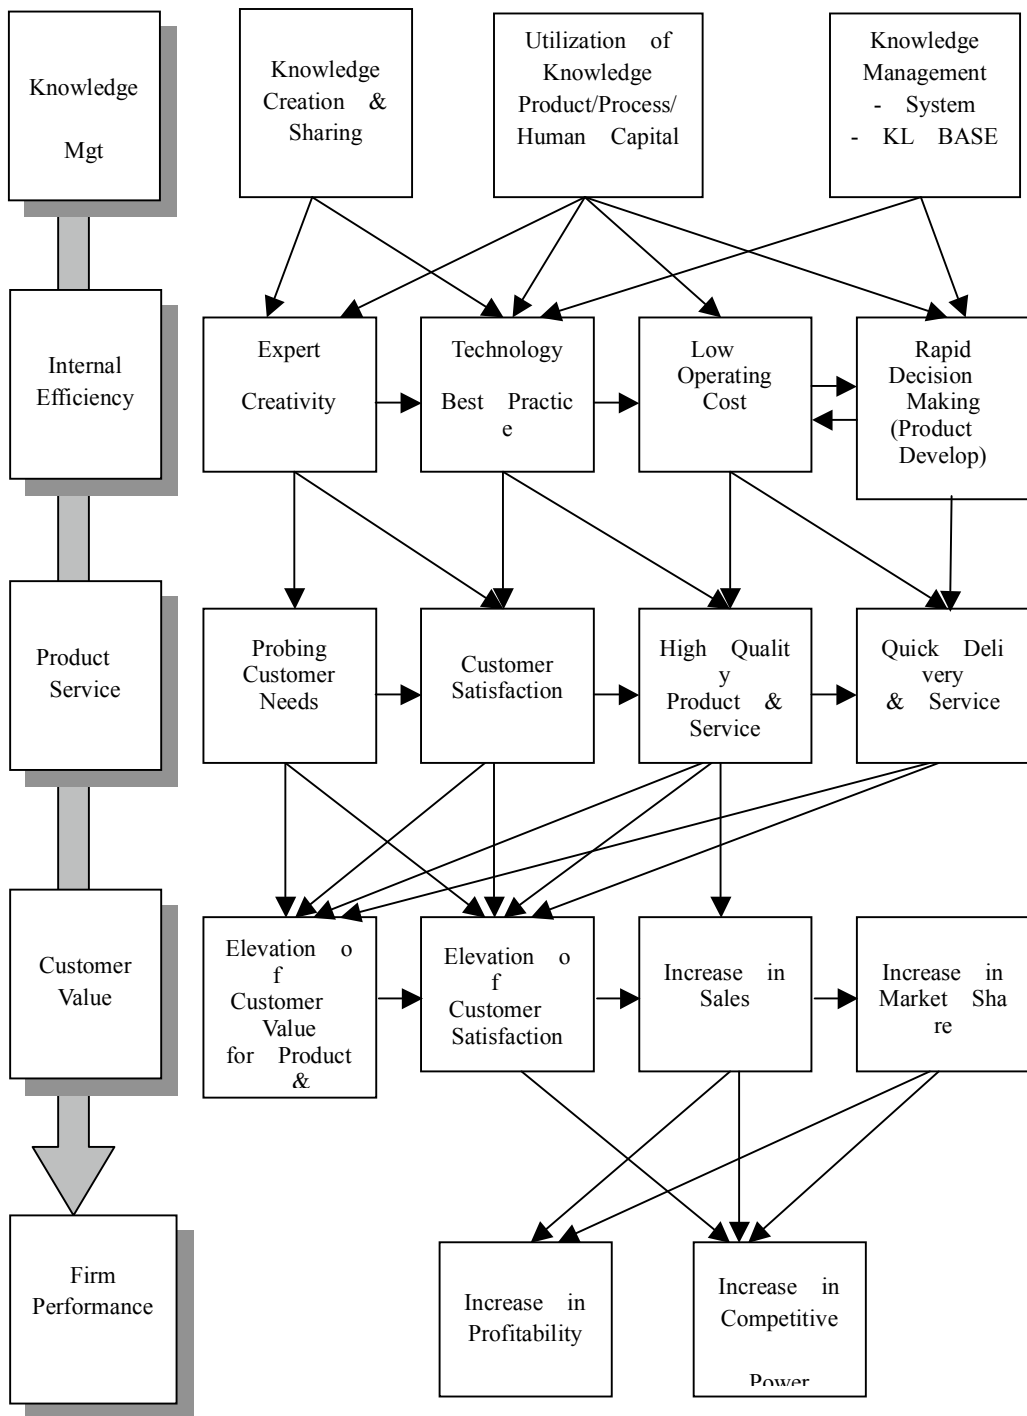 Knowledge
Mgt
Knowledge
Creation &
Sharing
Utilization of
Knowledge
Product/Process/
Human Capital
Knowledge
Management
- System
- KL BASE
Internal
Efficiency
Expert
Creativity
Technology
Best Practic
e
Low
Operating
Cost
Rapid
Decision
Making
(Product
Develop)
Product
Service
Probing
Customer
Needs
Customer
Satisfaction
High Qualit
y
Product &
Service
Quick Deli
very
& Service
Customer
Value
Elevation o
f
Customer
Value
for Product
&
Elevation o
f
Customer
Satisfaction
Increase in
Sales
Increase in
Market Sha
re
Firm
Performance
Increase in
Profitability
Increase in
Competitive
Power